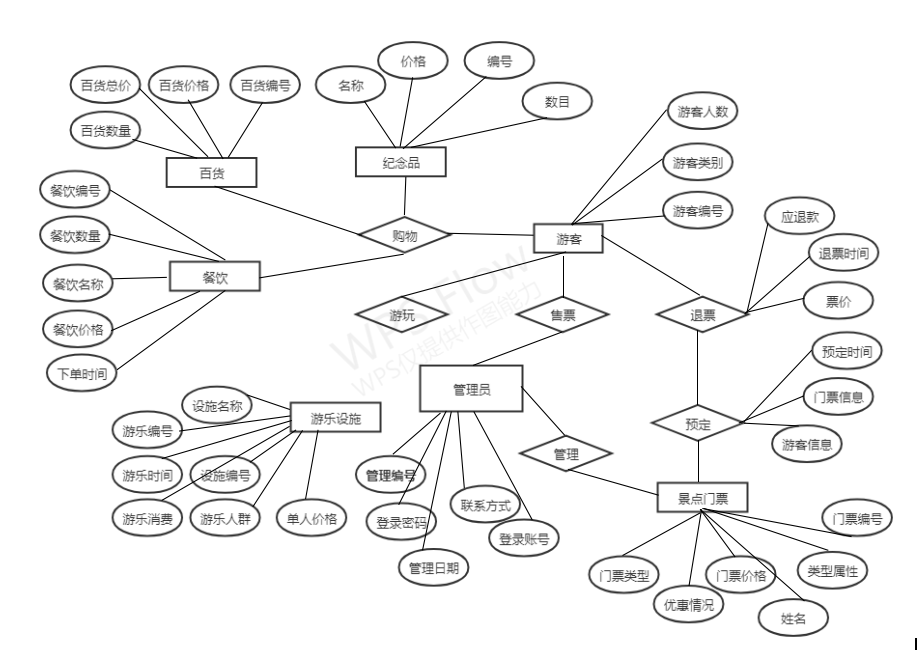 价格
编号
百货总价
百货价格
百货编号
名称
数目
游客人数
百货数量
纪念品
游客类别
百货
餐饮编号
游客编号
应退款
餐饮数量
购物
游客
退票时间
餐饮名称
餐饮
票价
游玩
售票
退票
餐饮价格
预定时间
下单时间
管理员
门票信息
设施名称
游乐设施
预定
游乐编号
游客信息
管理
游乐时间
设施编号
管理编号
景点门票
联系方式
游乐消费
游乐人群
单人价格
登录密码
门票编号
登录账号
管理日期
门票类型
门票价格
类型属性
优惠情况
姓名
WPS Flow
WPS仅提供作图能力